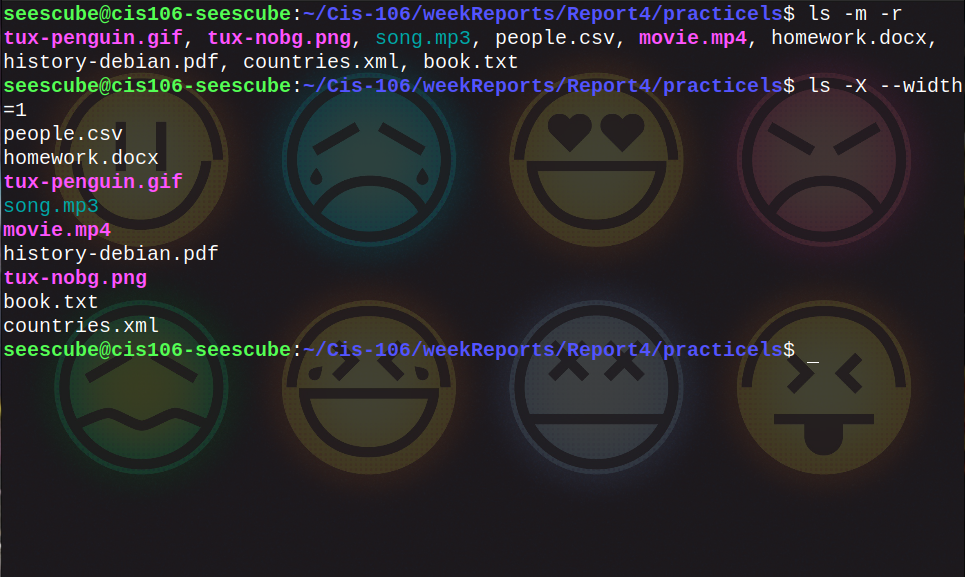 seescube@cis106-seescube:~/Cis-106/weekReports/Report4/practicels$ ls -m -r
tux-penguin.gif, tux-nobg.png, song.mp3, people.csv, movie.mp4, homework.docx,
history-debian.pdf, countries.xml, book.txt
seescube@cis106-seescube:~/Cis-106/weekReports/Report4/practicels$ ls -X --width
=1
people.csv
homework.docx
tux-penguin.gif
song.mp3
movie.mp4
history-debian.pdf
tux-nobg.png
book.txt
countries.xml
seescube@cis106-seescube:~/Cis-106/weekReports/Report4/practicels$ _